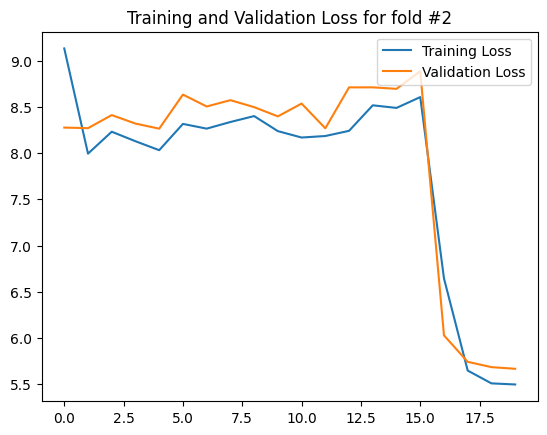 Training and Validation Loss for fold #2
Training Loss
Validation Loss
9.0
8.5
8.0
7.5
7.0
6.5
6.0
5.5
0.0 2.5 5.0 7.5 10.0 12.5 15.0 17.5